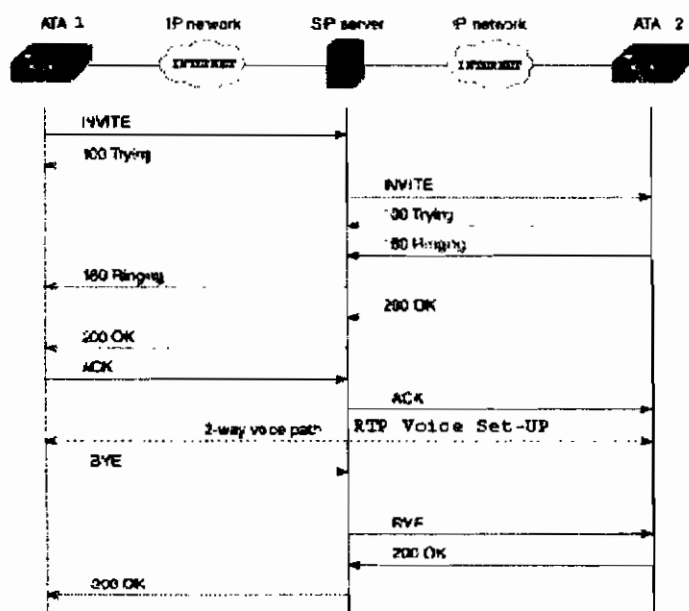 ATA 1 IP network SIP server IP network ATA 2
INTERNET INTERNET
INVITE
100 Trying
INVITE
100 Trying
180 Ringing
180 Ringing
200 OK
200 OK
ACK
ACK
2-way voice path RTP Voice Set-UP
BYE
BYE
200 OK
200 OK